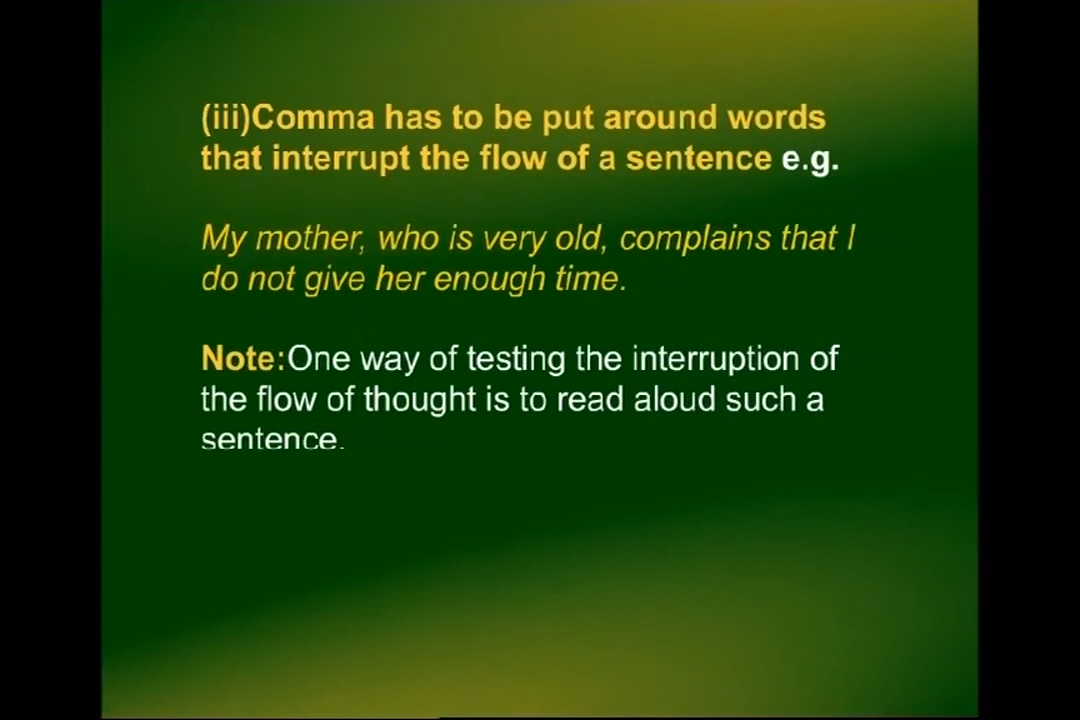 (iii)Comma has to be put around words
that interrupt the flow of a sentence e.g.
My mother, who is very old, complains that I
do not give her enough time.
Note:One way of testing the interruption of
the flow of thought is to read aloud such a
sentence.